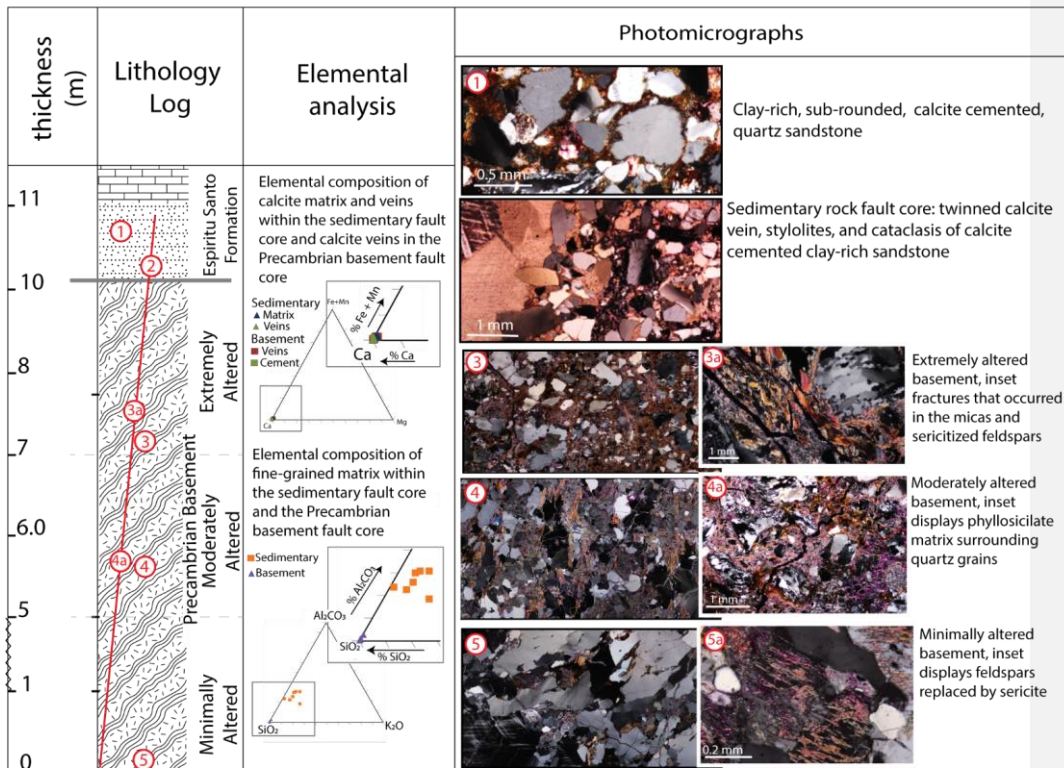 thickness
(m)
Lithology
Log
Elemental
analysis
Photomicrographs
11
10
8
7
6.0
5
1
0
1
2
3a
3
4a
4
5
Espiritu Santo
Formation
Precambrian Basement
Extremely
Altered
Moderately
Altered
Minimally
Altered
Elemental composition of
calcite matrix and veins
within the sedimentary fault
core and calcite veins in the
Precambrian basement fault
core
Sedimentary
Matrix
Veins
Basement
Veins
Cement
Fe+Mn
% Fe + Mn
Ca
% Ca
Ca
Mg
Elemental composition of
fine-grained matrix within
the sedimentary fault core
and the Precambrian
basement fault core
Sedimentary
Basement
Al₂CO₃
% Al₂CO₃
SiO₂
% SiO₂
SiO₂
K₂O
1
0.5 mm
Clay-rich, sub-rounded, calcite cemented,
quartz sandstone
1 mm
Sedimentary rock fault core: twinned calcite
vein, stylolites, and cataclasis of calcite
cemented clay-rich sandstone
3
3a
1 mm
Extremely altered
basement, inset
fractures that occurred
in the micas and
sericitized feldspars
4
4a
1 mm
Moderately altered
basement, inset
displays phyllosilicate
matrix surrounding
quartz grains
5
5a
0.2 mm
Minimally altered
basement, inset
displays feldspars
replaced by sericite